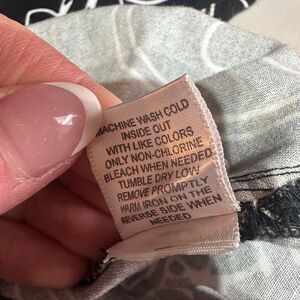 MACHINE WASH COLD
INSIDE OUT
WITH LIKE COLORS
ONLY NON-CHLORINE
BLEACH WHEN NEEDED
TUMBLE DRY LOW
REMOVE PROMPTLY
WARM IRON ON THE
REVERSE SIDE WHEN
NEEDED